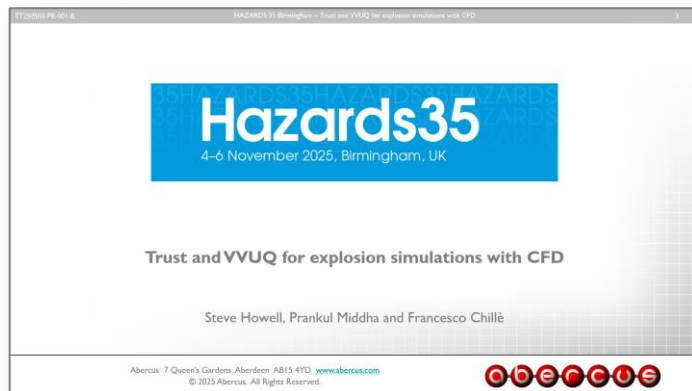 TT250503-PR-001-B HAZARDS 35 Birmingham – Trust and VVUQ for explosion simulations with CFD 3
35HAZARDS35HAZARDS35HAZARDS
Hazards35
4–6 November 2025, Birmingham, UK
Trust and VVUQ for explosion simulations with CFD
Steve Howell, Prankul Middha and Francesco Chillè
Abercus 7 Queen's Gardens Aberdeen AB15 4YD www.abercus.com
© 2025 Abercus. All Rights Reserved.
abercus